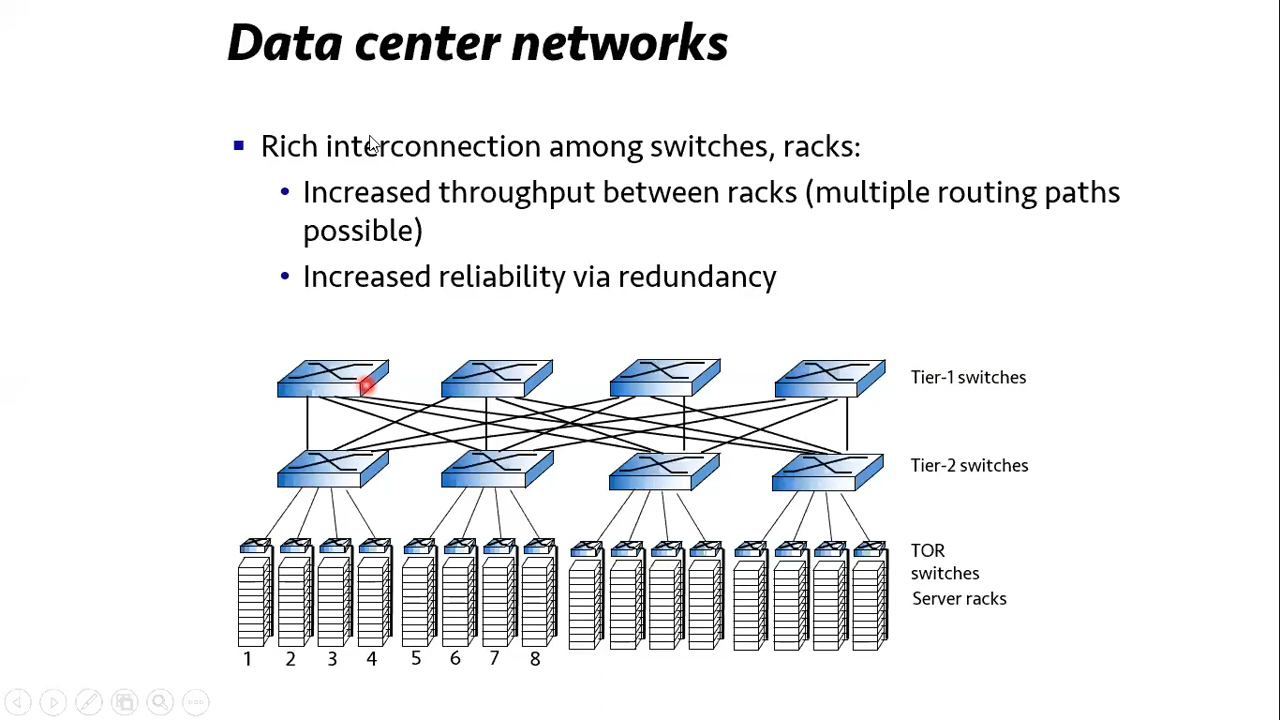 Data center networks
▪ Rich interconnection among switches, racks:
• Increased throughput between racks (multiple routing paths
possible)
• Increased reliability via redundancy
Tier-1 switches
Tier-2 switches
TOR
switches
Server racks
1 2 3 4 5 6 7 8